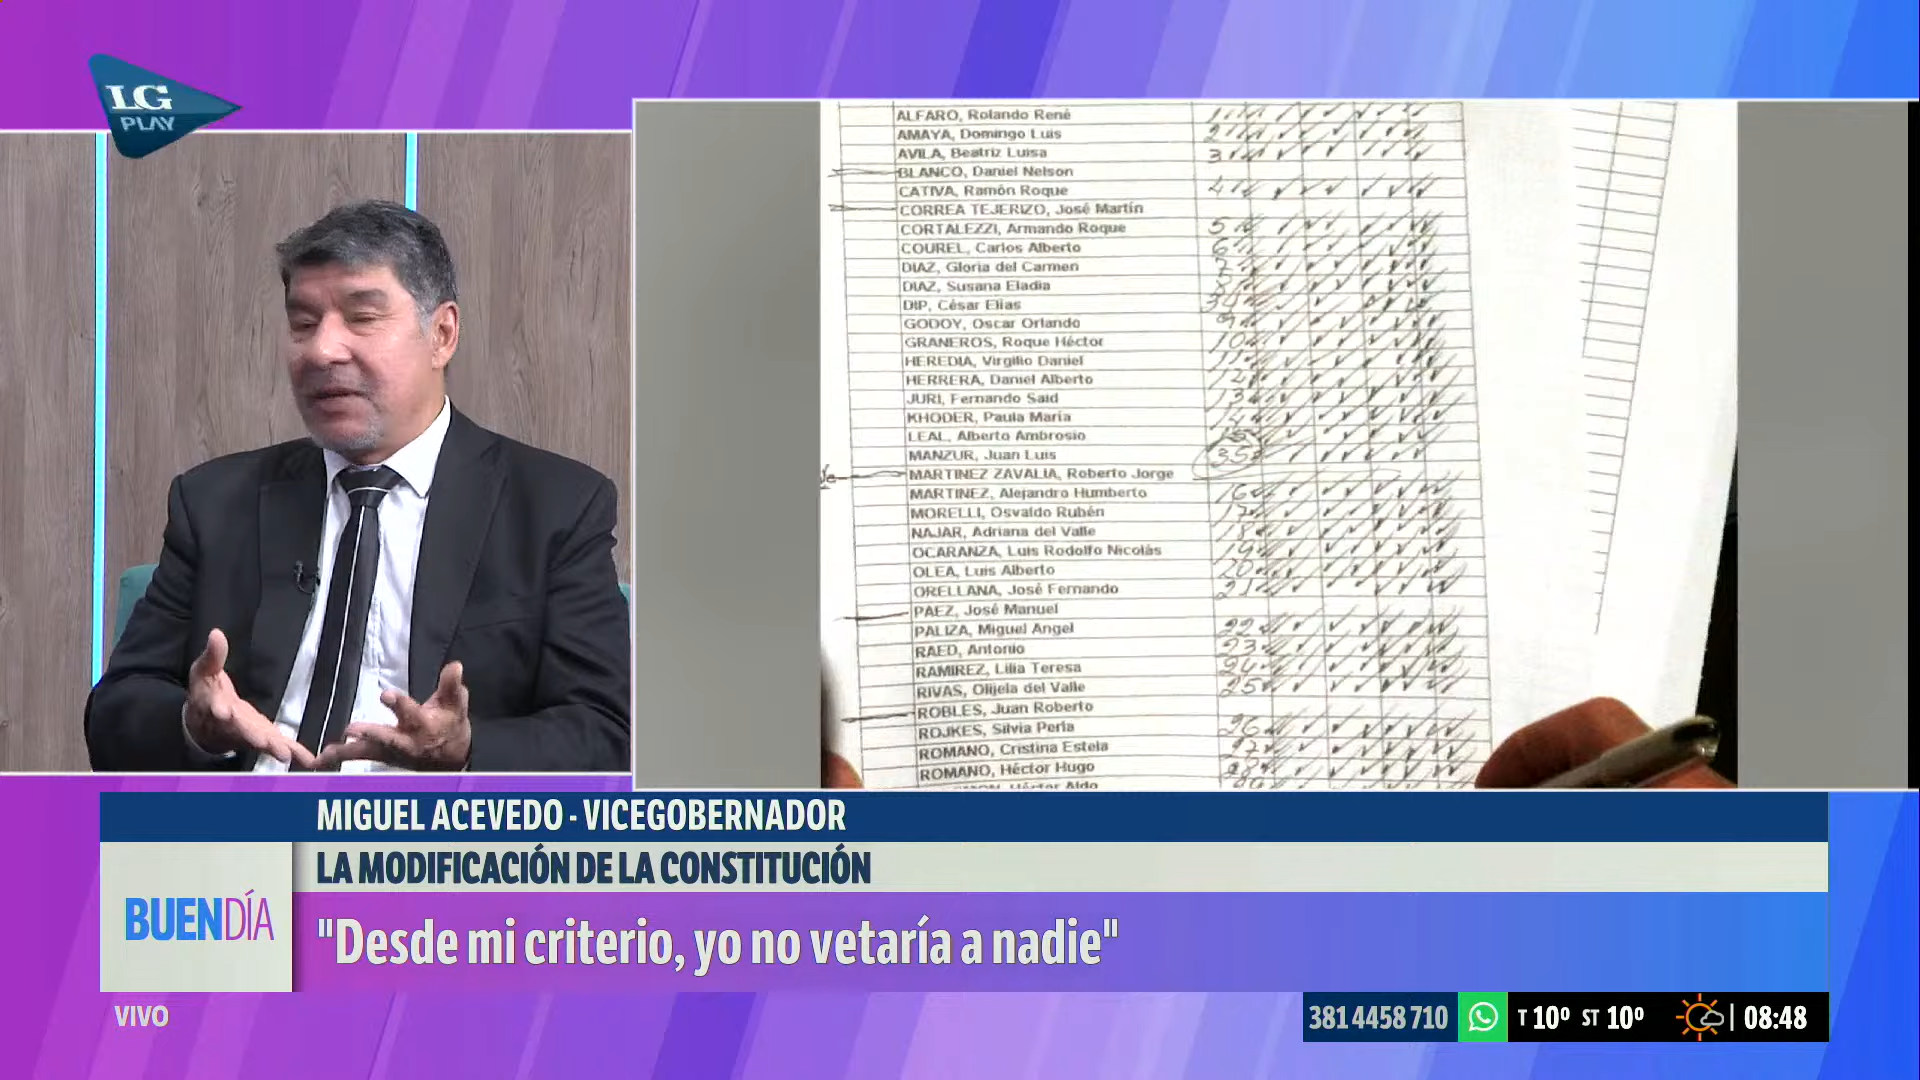 LG
PLAY
ALFARO, Rolando René
AMAYA, Domingo Luis
AVILA, Beatriz Luisa
BLANCO, Daniel Nelson
CATIVA, Ramón Roque
CORREA TEJERIZO, José Martín
CORTALEZZI, Armando Roque
COUREL, Carlos Alberto
DIAZ, Gloria del Carmen
DIAZ, Susana Eladia
DIP, César Elias
GODOY, Oscar Orlando
GRANEROS, Roque Héctor
HEREDIA, Virgilio Daniel
HERRERA, Daniel Alberto
JURI, Fernando Said
KHODER, Paula María
LEAL, Alberto Ambrosio
MANZUR, Juan Luis
MARTINEZ ZAVALIA, Roberto Jorge
MARTINEZ, Alejandro Humberto
MORELLI, Osvaldo Rubén
NAJAR, Adriana del Valle
OCARANZA, Luis Rodolfo Nicolás
OLEA, Luis Alberto
ORELLANA, José Fernando
PAEZ, José Manuel
PALIZA, Miguel Angel
RAED, Antonio
RAMIREZ, Lilia Teresa
RIVAS, Olijela del Valle
ROBLES, Juan Roberto
ROJKES, Silvia Perla
ROMANO, Cristina Estela
ROMANO, Héctor Hugo
MIGUEL ACEVEDO - VICEGOBERNADOR
LA MODIFICACIÓN DE LA CONSTITUCIÓN
BUENDÍA
"Desde mi criterio, yo no vetaría a nadie"
VIVO
381 4458 710
T 10º ST 10º
08:48